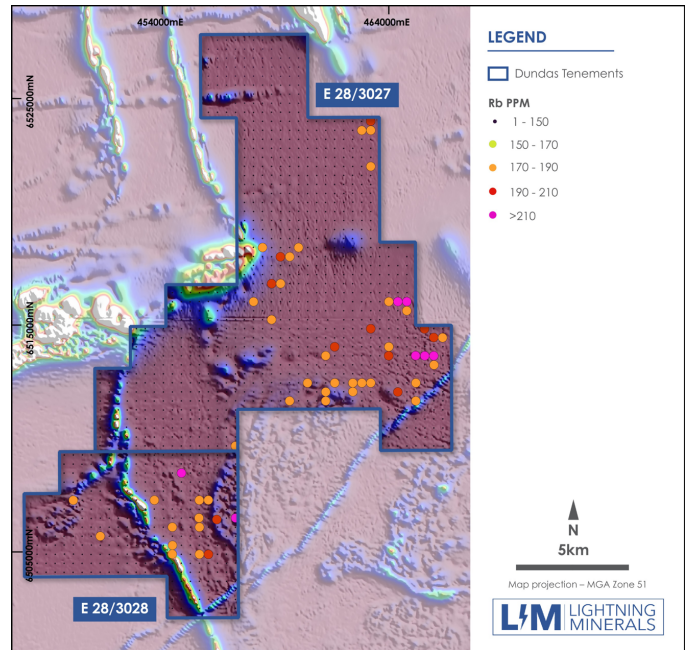 454000mE
464000mE
6525000mN
6515000mN
6505000mN
E 28/3027
E 28/3028
LEGEND
Dundas Tenements
Rb PPM
1 - 150
150 - 170
170 - 190
190 - 210
>210
N
5km
Map projection – MGA Zone 51
LM LIGHTNING
MINERALS